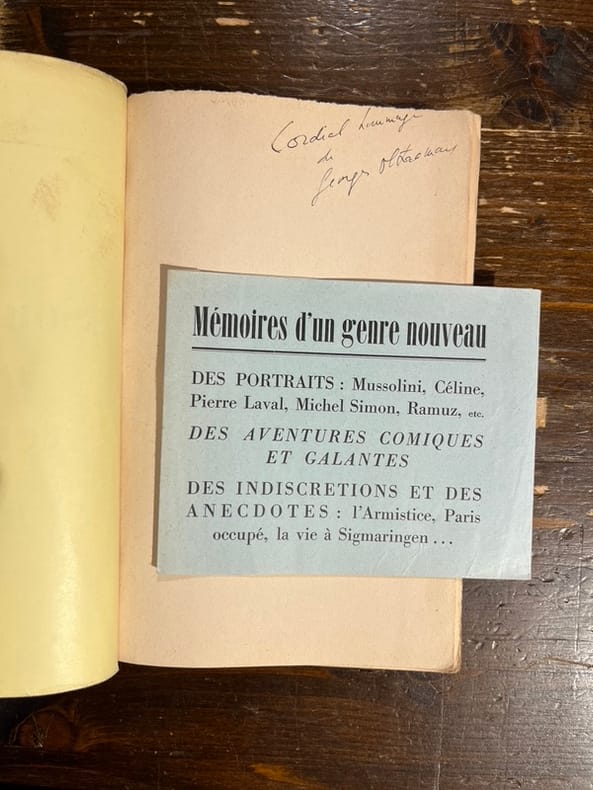 Cordial hommage
de
Georges Oltramare
Mémoires d'un genre nouveau
DES PORTRAITS : Mussolini, Céline,
Pierre Laval, Michel Simon, Ramuz, etc.
DES AVENTURES COMIQUES
ET GALANTES
DES INDISCRETIONS ET DES
ANECDOTES : l'Armistice, Paris
occupé, la vie à Sigmaringen ...